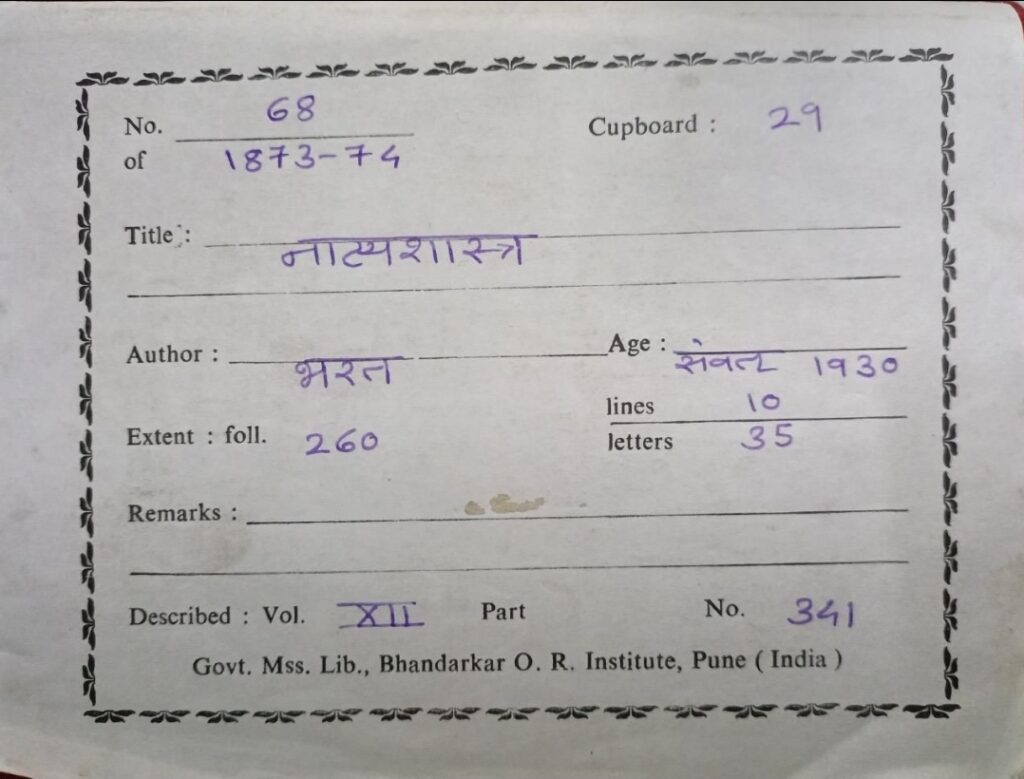 No. 68 Cupboard : 29
of 1873-74
Title : नाट्यशास्त्र
Author : भरत Age : संवत् 1930
lines 10
Extent : foll. 260 letters 35
Remarks :
Described : Vol. XII Part No. 341
Govt. Mss. Lib., Bhandarkar O. R. Institute, Pune ( India )